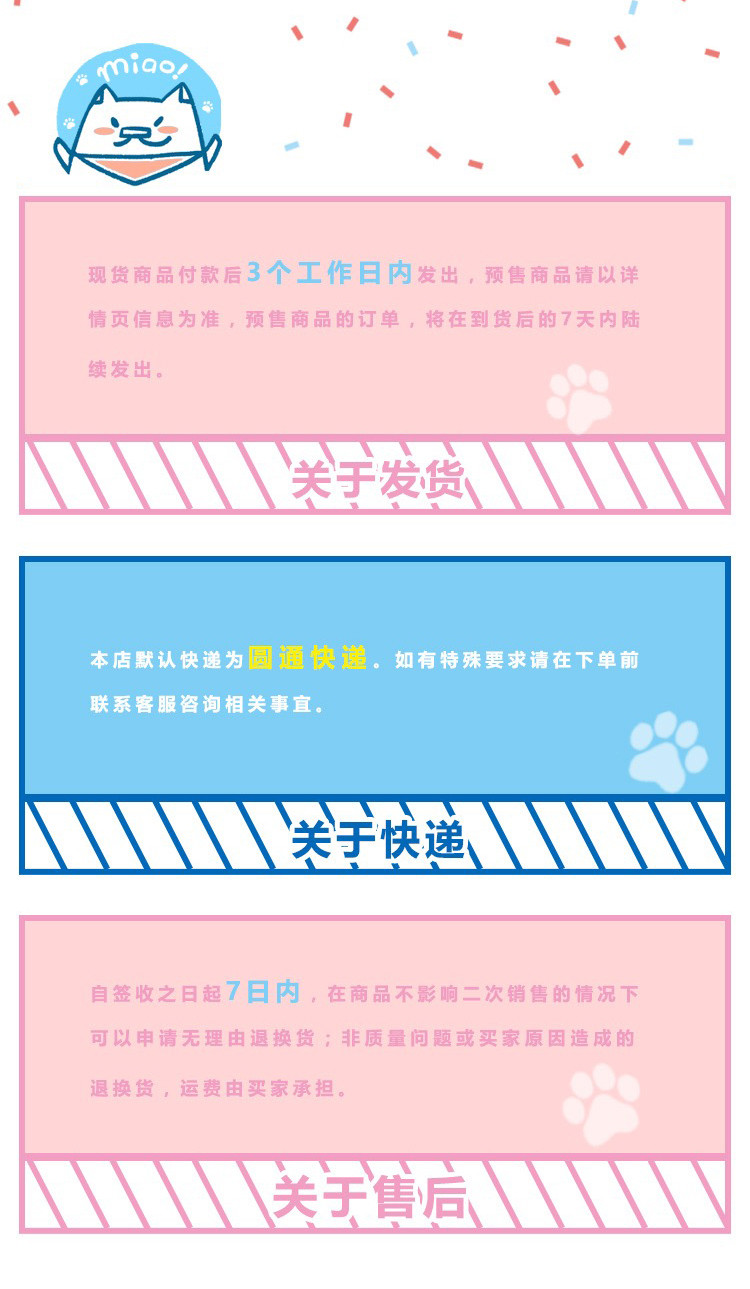 miao!
现货商品付款后3个工作日内发出，预售商品请以详
情页信息为准，预售商品的订单，将在到货后的7天内陆
续发出。
关于发货
本店默认快递为圆通快递。如有特殊要求请在下单前
联系客服咨询相关事宜。
关于快递
自签收之日起7日内，在商品不影响二次销售的情况下
可以申请无理由退换货；非质量问题或买家原因造成的
退换货，运费由买家承担。
关于售后